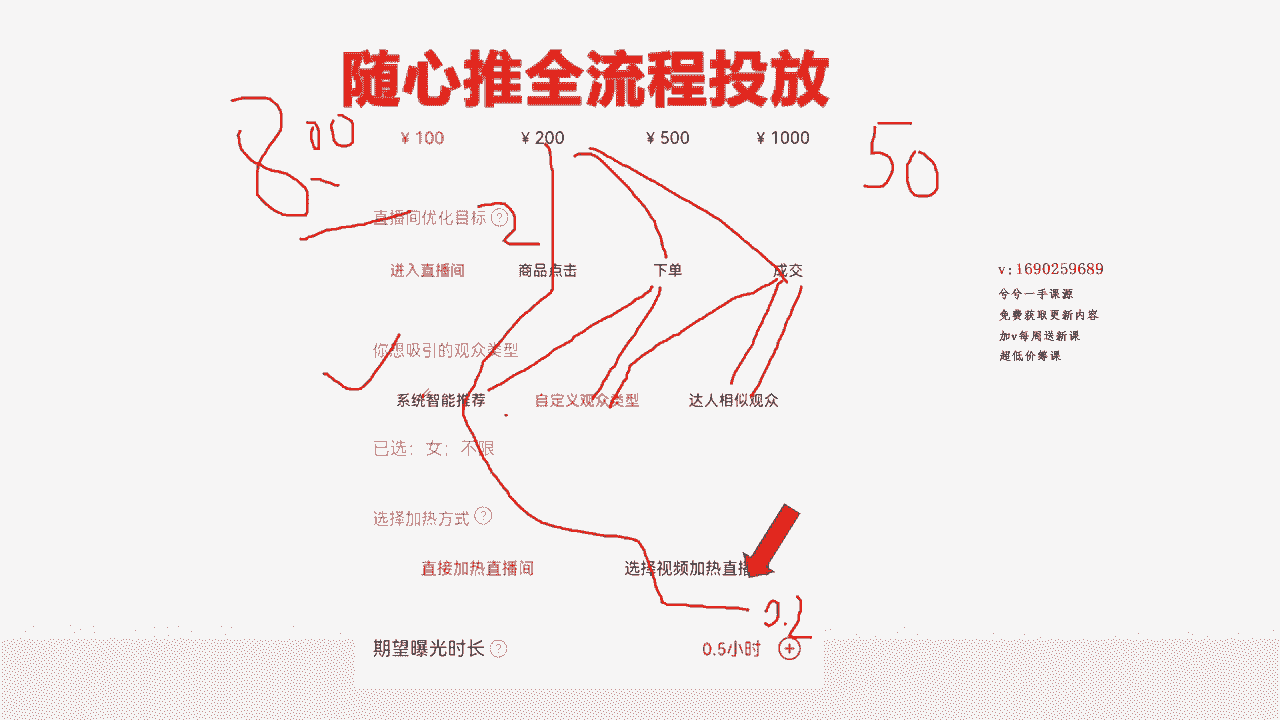 随心推全流程投放
¥ 100 ¥ 200 ¥ 500 ¥ 1000
800
50
直播间优化目标 ?
2
进入直播间 商品点击 下单 成交
v:1690259689
兮兮一手课源
免费获取更新内容
加v每周送新课
超低价筹课
你想吸引的观众类型
系统智能推荐 自定义观众类型 达人相似观众
已选：女；不限
选择加热方式 ?
直接加热直播间 选择视频加热直播
0.2
期望曝光时长 ? 0.5小时 +